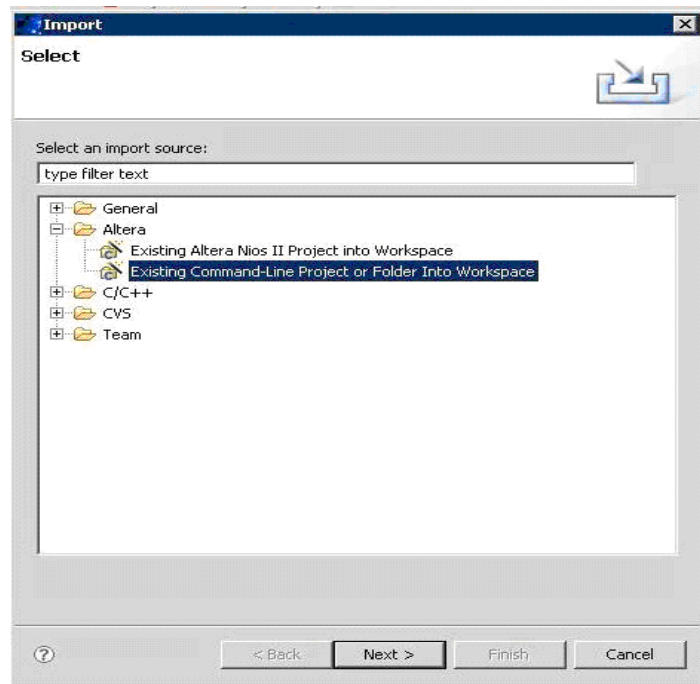 Import
Select
Select an import source:
type filter text
General
Altera
Existing Altera Nios II Project into Workspace
Existing Command-Line Project or Folder Into Workspace
C/C++
CVS
Team
? < Back Next > Finish Cancel